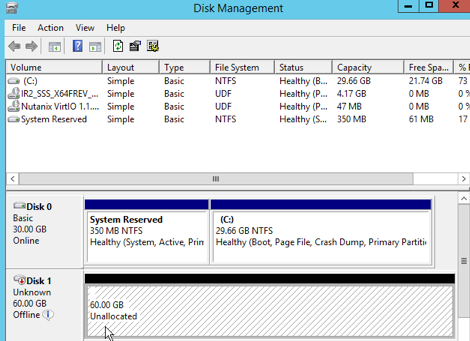 Disk Management
File Action View Help
Volume Layout Type File System Status Capacity Free Spa... % F
(C:) Simple Basic NTFS Healthy (B... 29.66 GB 21.74 GB 73
IR2_SSS_X64FREV_... Simple Basic UDF Healthy (P... 4.17 GB 0 MB 0 %
Nutanix VirtIO 1.1.... Simple Basic UDF Healthy (P... 47 MB 0 MB 0 %
System Reserved Simple Basic NTFS Healthy (S... 350 MB 61 MB 17
Disk 0
Basic
30.00 GB
Online
System Reserved
350 MB NTFS
Healthy (System, Active, Prim
(C:)
29.66 GB NTFS
Healthy (Boot, Page File, Crash Dump, Primary Partitic
Disk 1
Unknown
60.00 GB
Offline
60.00 GB
Unallocated